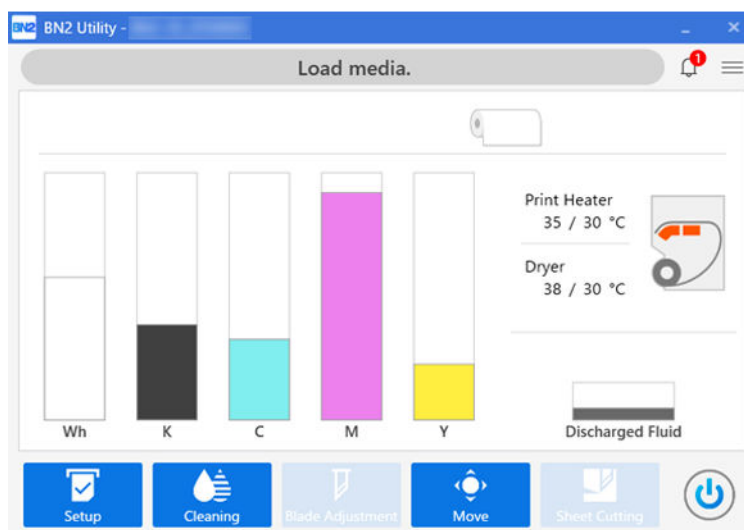 BN2 BN2 Utility -
Load media.
1
Print Heater
35 / 30 °C
Dryer
38 / 30 °C
Wh K C M Y
Discharged Fluid
Setup Cleaning Blade Adjustment Move Sheet Cutting